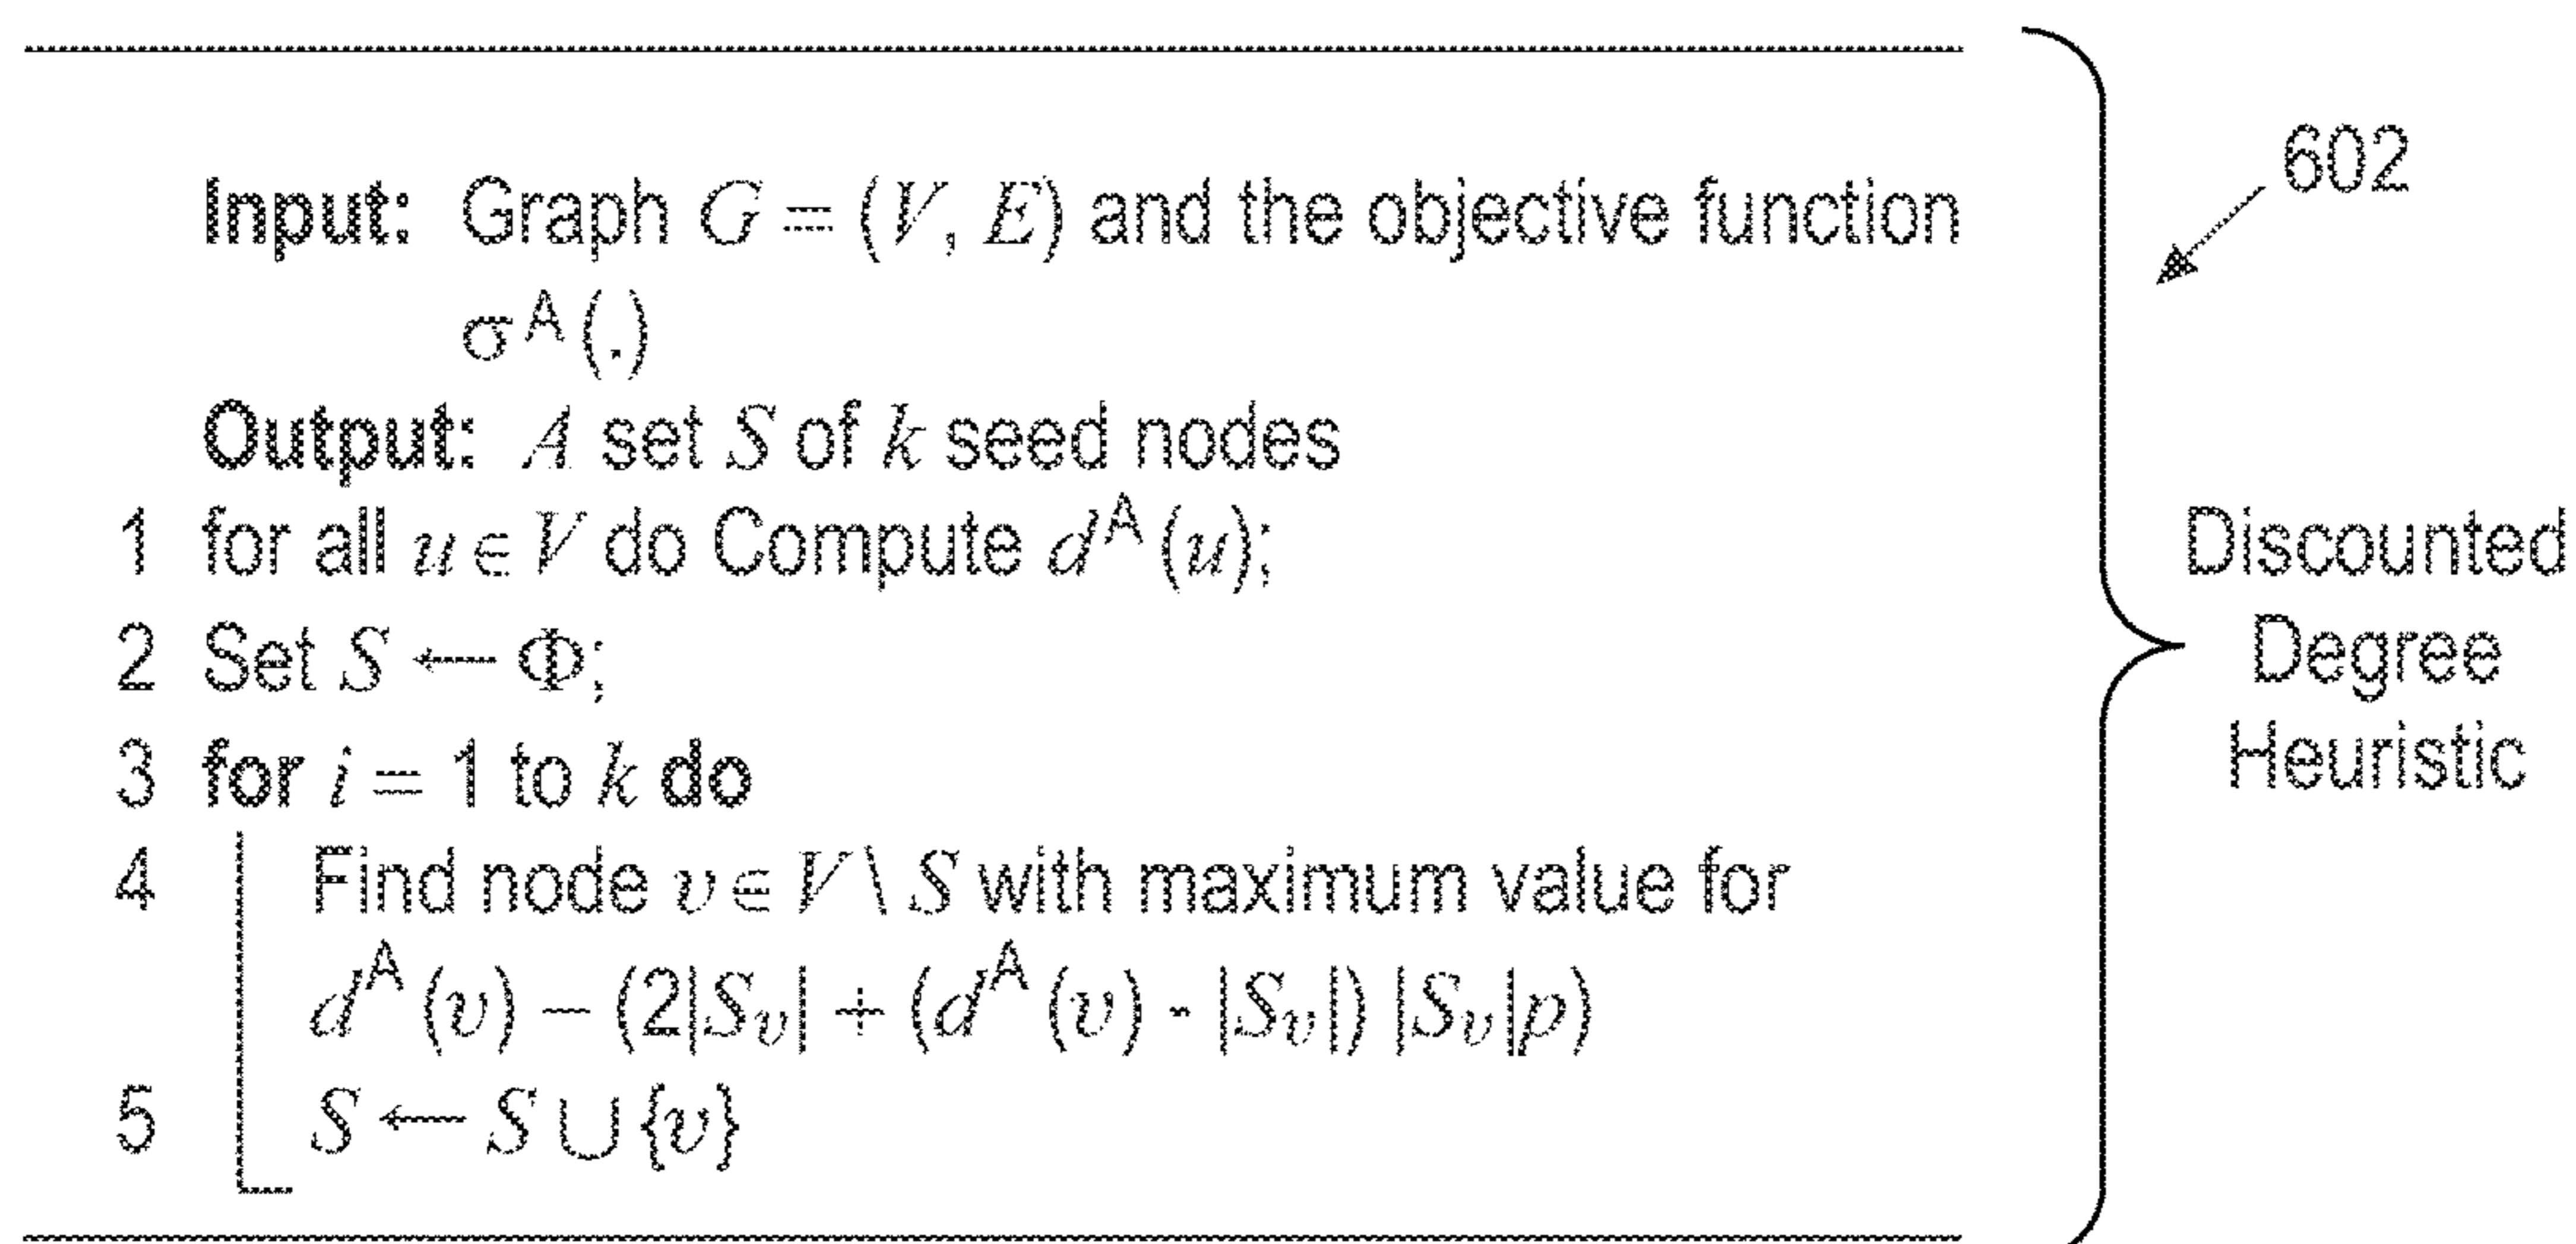 Input: Graph G = (V, E) and the objective function
σ^A(.)
Output: A set S of k seed nodes
1 for all u ∈ V do Compute d^A(u);
2 Set S ← Φ;
3 for i = 1 to k do
4 Find node v ∈ V \ S with maximum value for
d^A(v) − (2|S_v| + (d^A(v) - |S_v|) |S_v|p)
5 S ← S ∪ {v}
602
Discounted
Degree
Heuristic